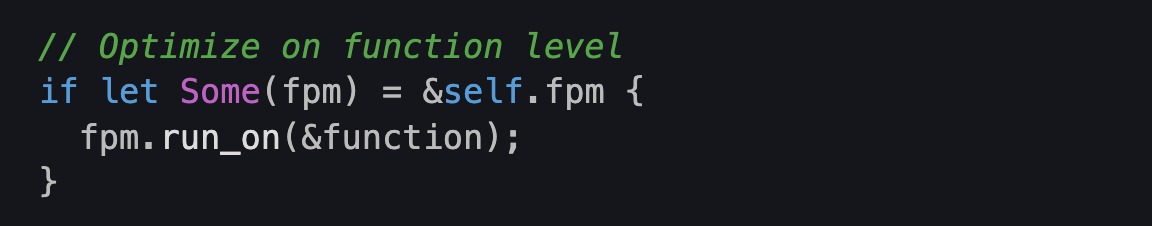 // Optimize on function level
if let Some(fpm) = &self.fpm {
  fpm.run_on(&function);
}